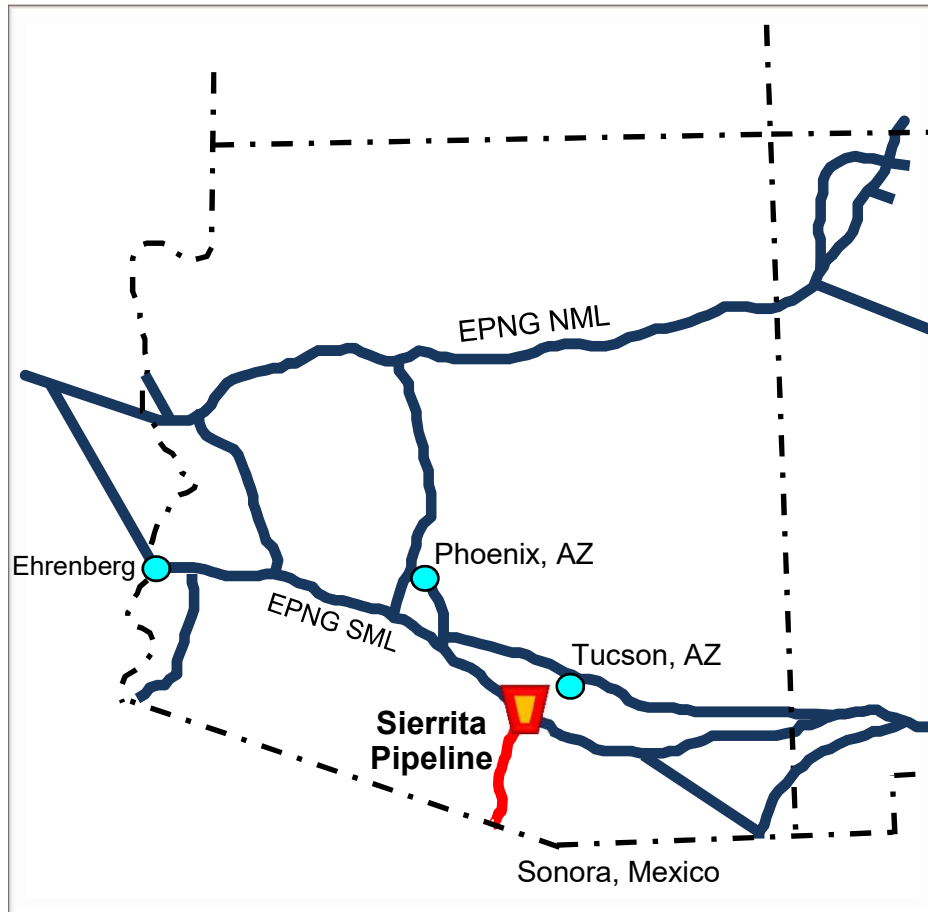 EPNG NML
Phoenix, AZ
Ehrenberg
EPNG SML
Tucson, AZ
Sierrita
Pipeline
Sonora, Mexico